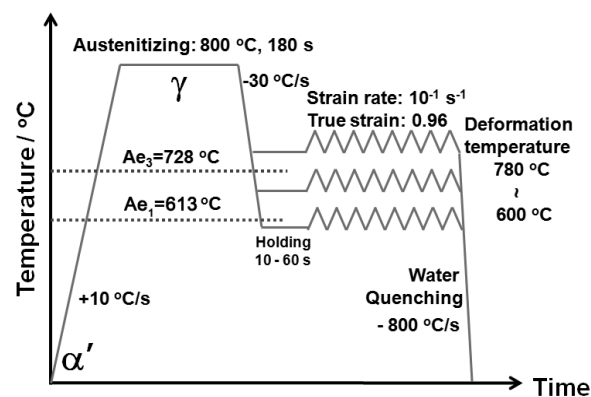 Austenitizing: 800 °C, 180 s
γ
-30 °C/s
Strain rate: 10⁻¹ s⁻¹
True strain: 0.96
Deformation
temperature
780 °C
~
600 °C
Ae₃=728 °C
Ae₁=613 °C
Holding
10 - 60 s
Water
Quenching
- 800 °C/s
+10 °C/s
α′
Temperature / °C
Time